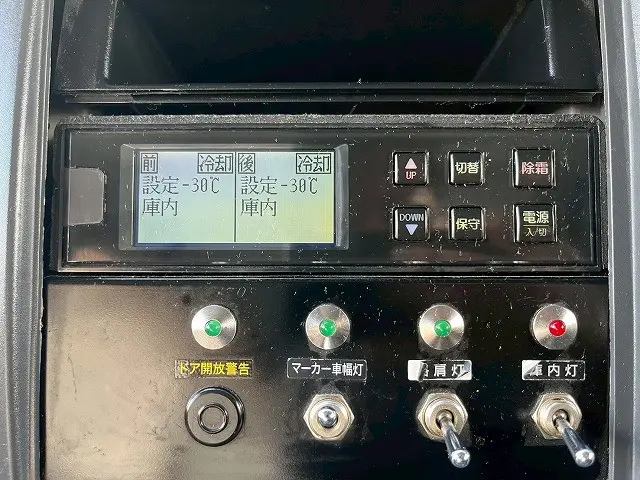 前 冷却 後 冷却
設定-30℃ 設定-30℃
庫内 庫内
UP 切替 除霜
DOWN 保守 電源
入/切
ドア開放警告 マーカー車幅灯 路肩灯 庫内灯